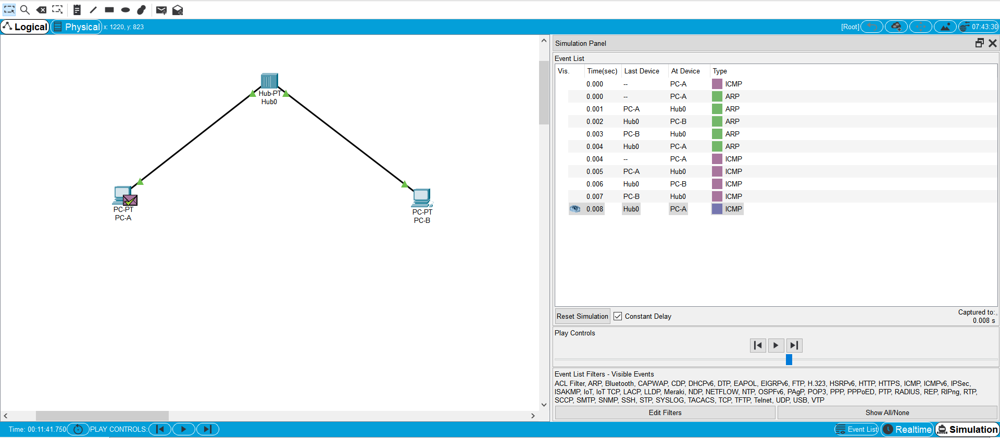 Logical Physical x: 1220, y: 823 [Root] 07:43:30
Simulation Panel
Event List
Vis. Time(sec) Last Device At Device Type
0.000 -- PC-A ICMP
0.000 -- PC-A ARP
0.001 PC-A Hub0 ARP
0.002 Hub0 PC-B ARP
0.003 PC-B Hub0 ARP
0.004 Hub0 PC-A ARP
0.004 -- PC-A ICMP
0.005 PC-A Hub0 ICMP
0.006 Hub0 PC-B ICMP
0.007 PC-B Hub0 ICMP
0.008 Hub0 PC-A ICMP
Hub-PT
Hub0
PC-PT
PC-A
PC-PT
PC-B
Reset Simulation Constant Delay
Captured to:
0.008 s
Play Controls
Event List Filters - Visible Events
ACL Filter, ARP, Bluetooth, CAPWAP, CDP, DHCPv6, DTP, EAPOL, EIGRPv6, FTP, H.323, HSRPv6, HTTP, HTTPS, ICMP, ICMPv6, IPSec,
ISAKMP, IoT, IoT TCP, LACP, LLDP, Meraki, NDP, NETFLOW, NTP, OSPFv6, PAgP, POP3, PPP, PPPoED, PTP, RADIUS, REP, RIPng, RTP,
SCCP, SMTP, SNMP, SSH, STP, SYSLOG, TACACS, TCP, TFTP, Telnet, UDP, USB, VTP
Edit Filters Show All/None
Time: 00:11:41.750 PLAY CONTROLS: Event List Realtime Simulation